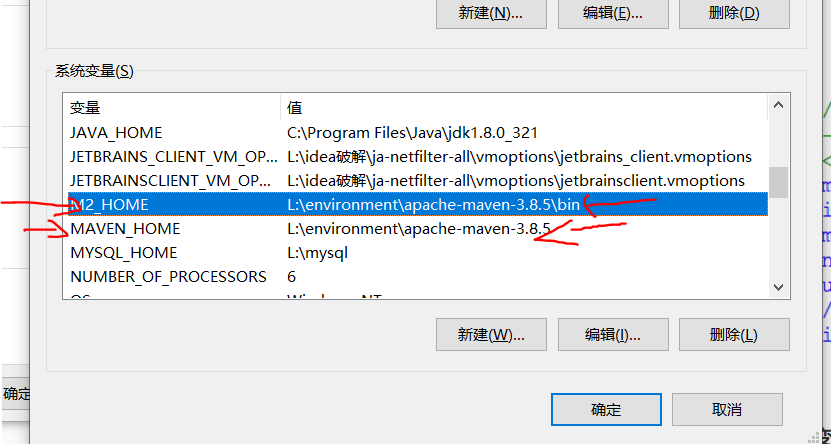 新建(N)... 编辑(E)... 删除(D)
系统变量(S)
变量 值
JAVA_HOME C:\Program Files\Java\jdk1.8.0_321
JETBRAINS_CLIENT_VM_OP... L:\idea破解\ja-netfilter-all\vmoptions\jetbrains_client.vmoptions
JETBRAINSCLIENT_VM_OP... L:\idea破解\ja-netfilter-all\vmoptions\jetbrainsclient.vmoptions
M2_HOME L:\environment\apache-maven-3.8.5\bin
MAVEN_HOME L:\environment\apache-maven-3.8.5
MYSQL_HOME L:\mysql
NUMBER_OF_PROCESSORS 6
OS Windows_NT
新建(W)... 编辑(I)... 删除(L)
确定
确定 取消